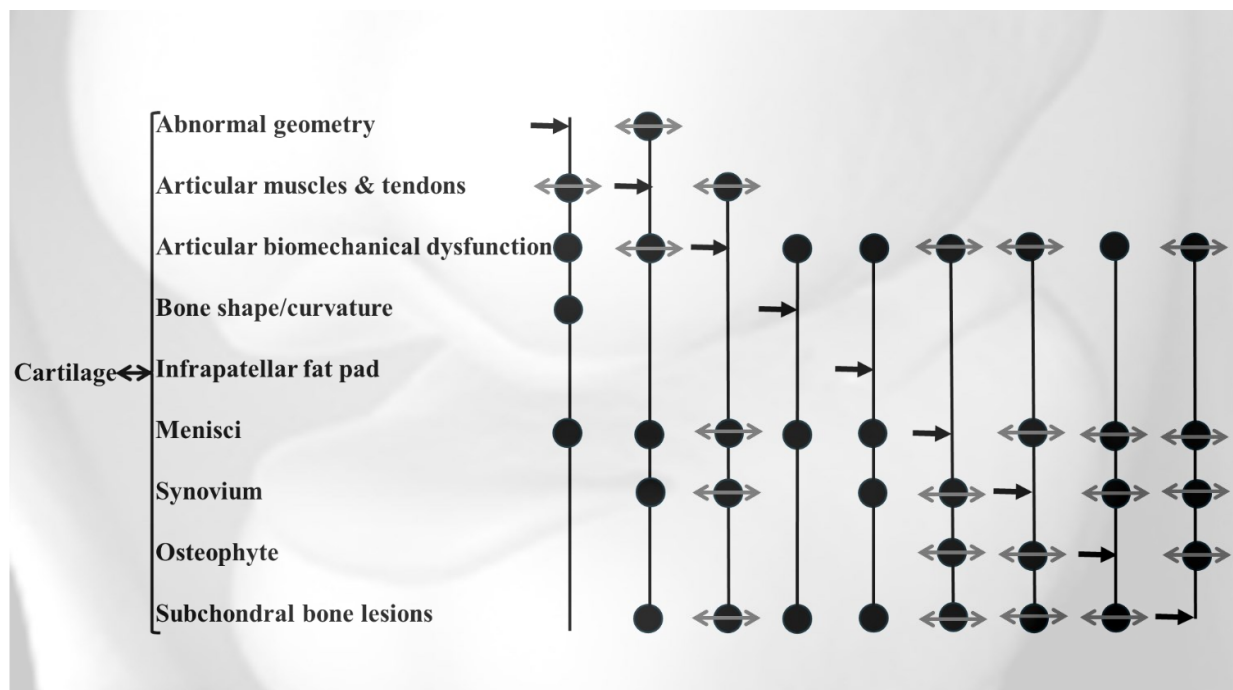 Abnormal geometry
Articular muscles & tendons
Articular biomechanical dysfunction
Bone shape/curvature
Cartilage
Infrapatellar fat pad
Menisci
Synovium
Osteophyte
Subchondral bone lesions